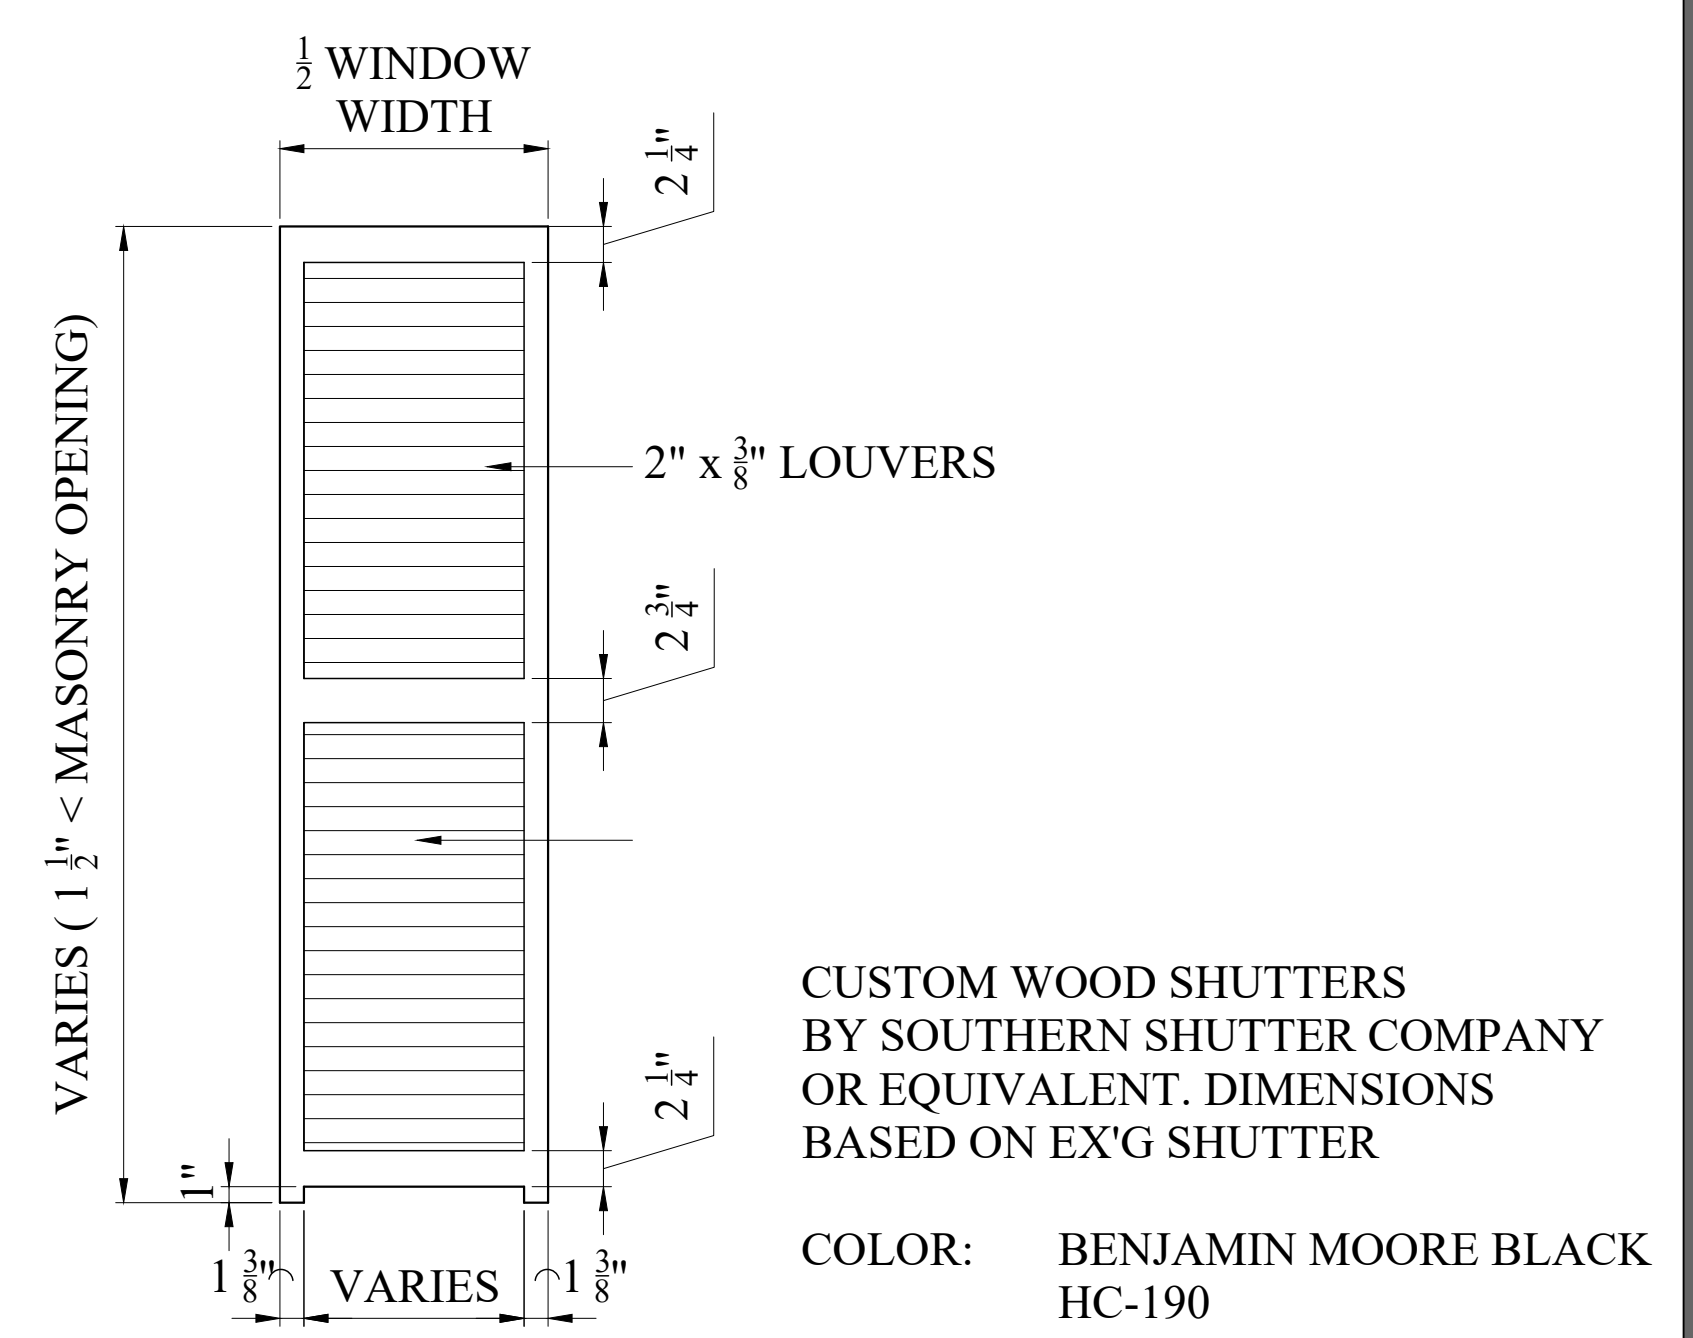 1/2 WINDOW
WIDTH
2 1/4"
VARIES ( 1 1/2" < MASONRY OPENING)
2" x 3/8" LOUVERS
2 3/4"
2 1/4"
1"
1 3/8"
VARIES
1 3/8"
CUSTOM WOOD SHUTTERS
BY SOUTHERN SHUTTER COMPANY
OR EQUIVALENT. DIMENSIONS
BASED ON EX'G SHUTTER
COLOR: BENJAMIN MOORE BLACK
HC-190